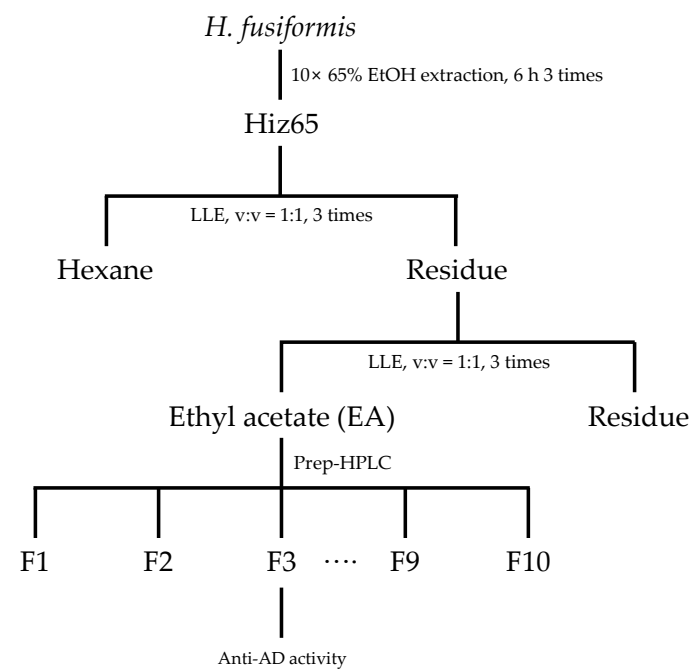 H. fusiformis
10× 65% EtOH extraction, 6 h 3 times
Hiz65
LLE, v:v = 1:1, 3 times
Hexane
Residue
LLE, v:v = 1:1, 3 times
Ethyl acetate (EA)
Residue
Prep-HPLC
F1
F2
F3
....
F9
F10
Anti-AD activity